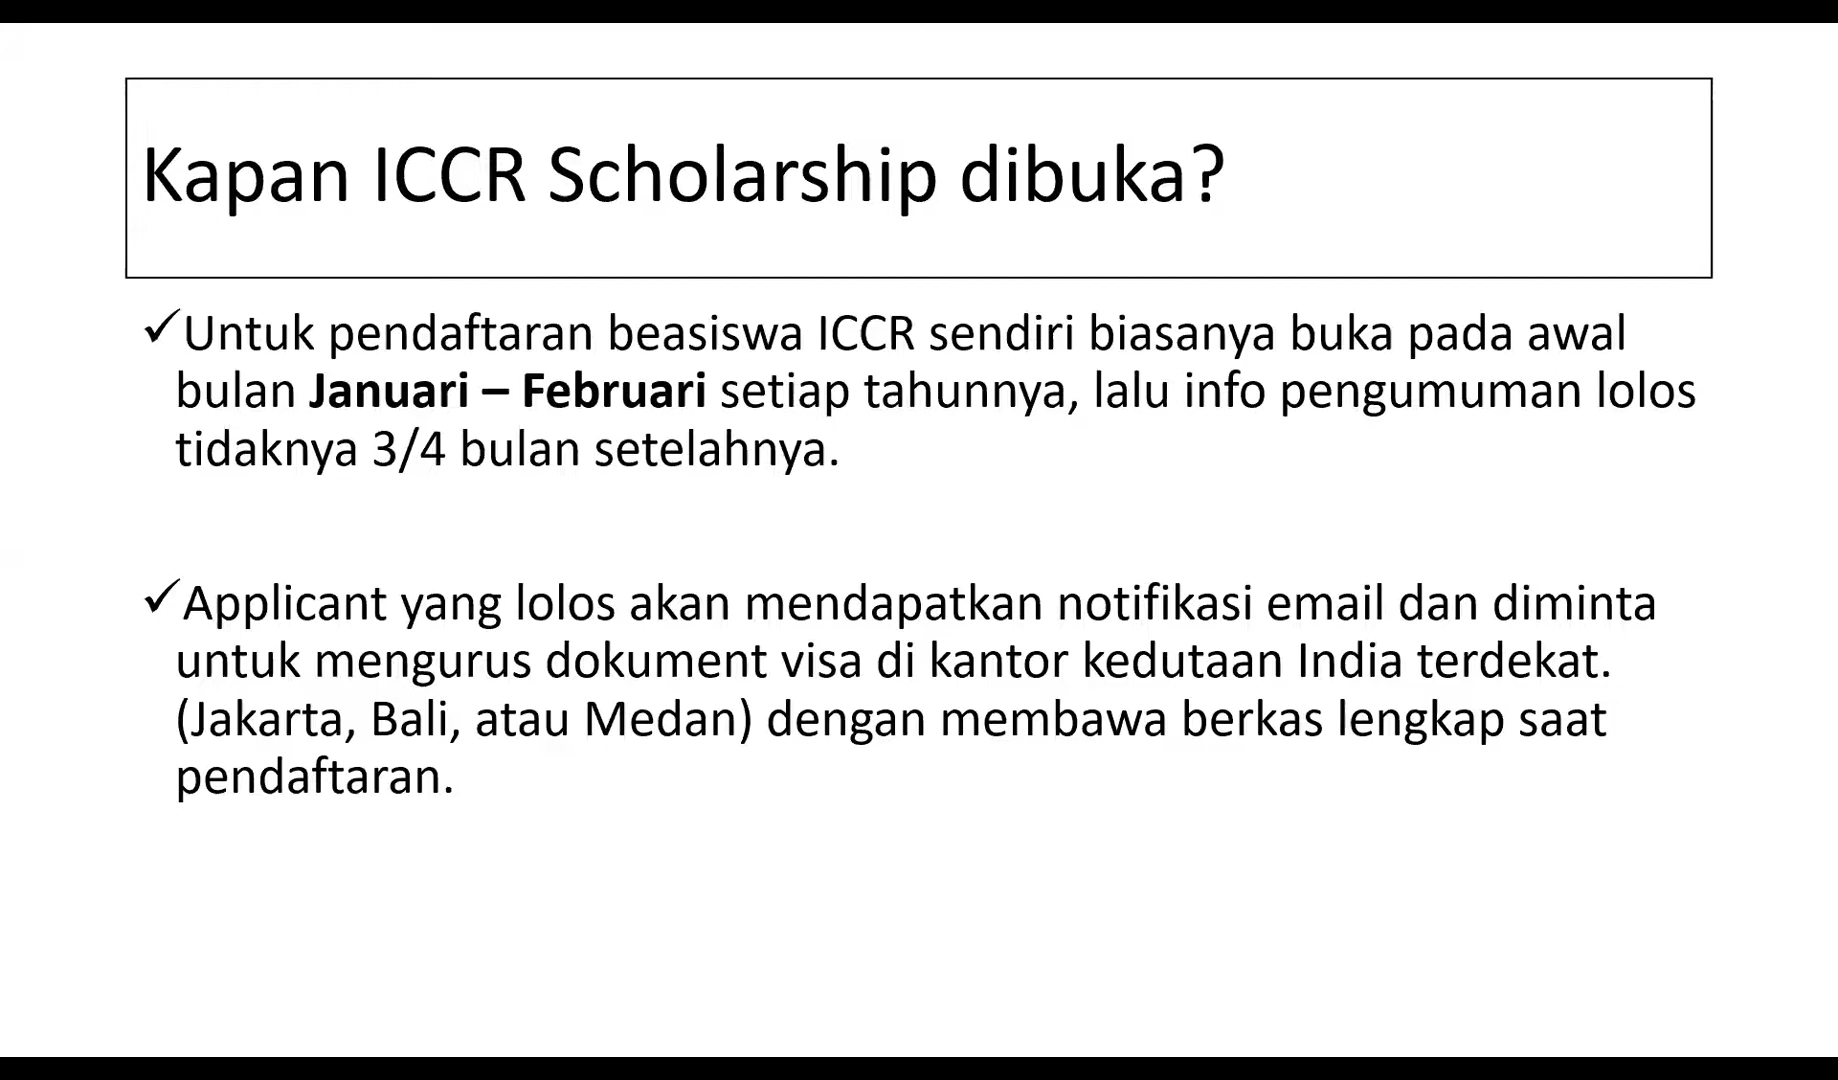 Kapan ICCR Scholarship dibuka?
✓Untuk pendaftaran beasiswa ICCR sendiri biasanya buka pada awal
bulan Januari – Februari setiap tahunnya, lalu info pengumuman lolos
tidaknya 3/4 bulan setelahnya.
✓Applicant yang lolos akan mendapatkan notifikasi email dan diminta
untuk mengurus dokument visa di kantor kedutaan India terdekat.
(Jakarta, Bali, atau Medan) dengan membawa berkas lengkap saat
pendaftaran.